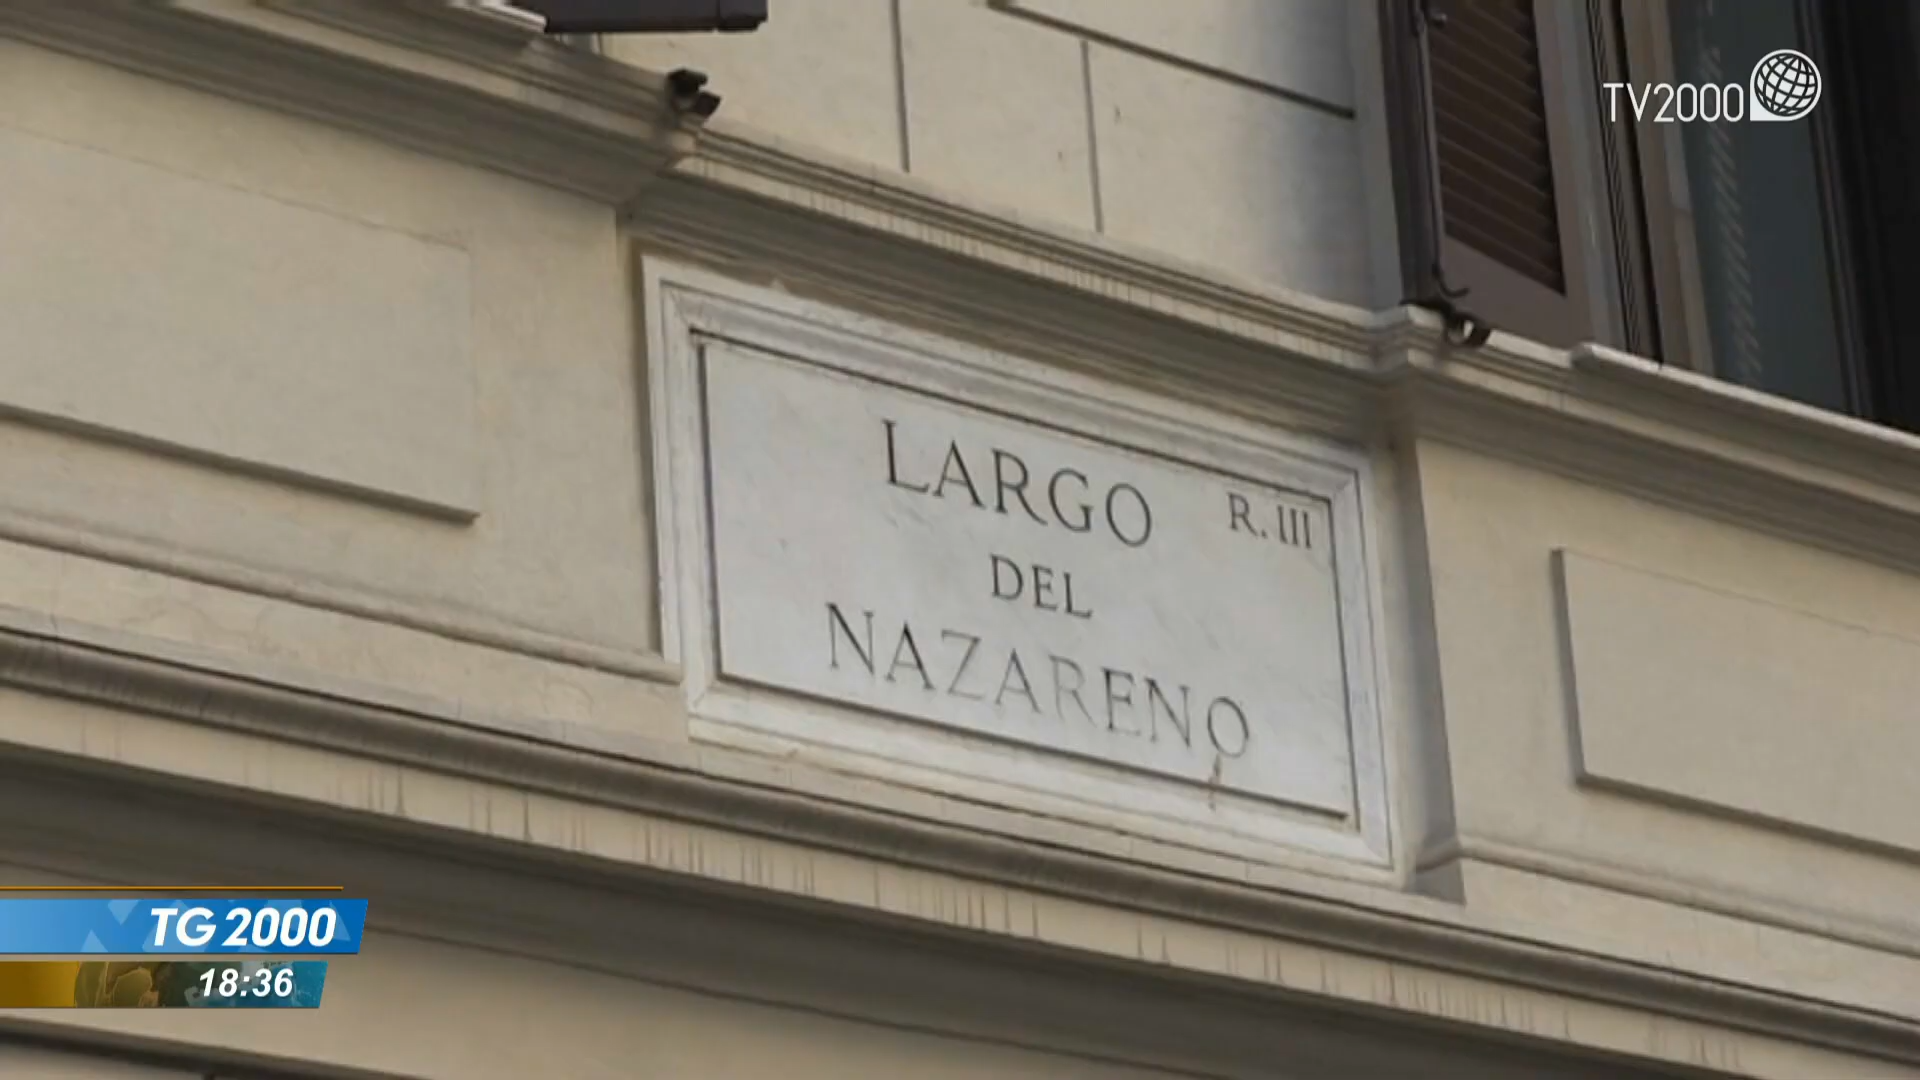 TV2000
LARGO R. III
DEL
NAZARENO
TG 2000
18:36